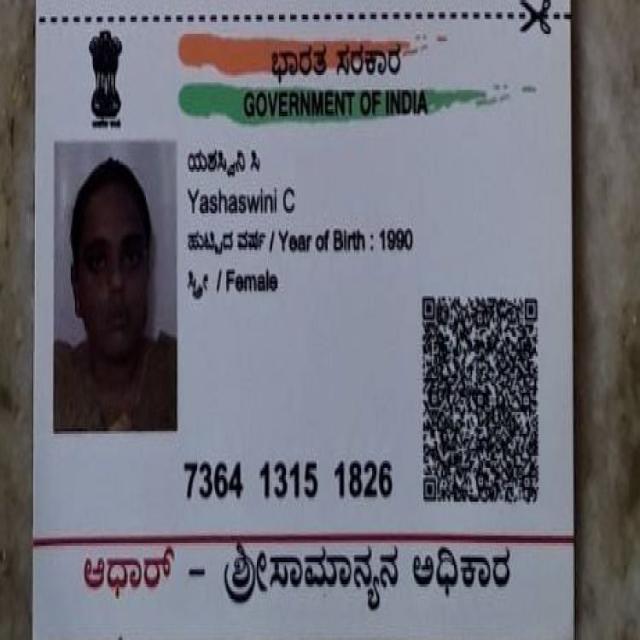 ಭಾರತ ಸರಕಾರ
GOVERNMENT OF INDIA
ಯಶಸ್ವಿನಿ ಸಿ
Yashaswini C
ಹುಟ್ಟಿದ ವರ್ಷ / Year of Birth : 1990
ಸ್ತ್ರೀ / Female
7364 1315 1826
ಆಧಾರ್ – ಶ್ರೀಸಾಮಾನ್ಯನ ಅಧಿಕಾರ